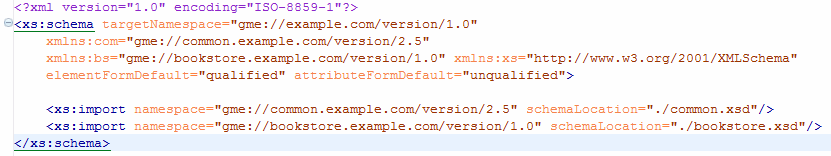 <?xml version="1.0" encoding="ISO-8859-1"?>
<xs:schema targetNamespace="gme://example.com/version/1.0"
xmlns:com="gme://common.example.com/version/2.5"
xmlns:bs="gme://bookstore.example.com/version/1.0" xmlns:xs="http://www.w3.org/2001/XMLSchema"
elementFormDefault="qualified" attributeFormDefault="unqualified">
<xs:import namespace="gme://common.example.com/version/2.5" schemaLocation="./common.xsd"/>
<xs:import namespace="gme://bookstore.example.com/version/1.0" schemaLocation="./bookstore.xsd"/>
</xs:schema>